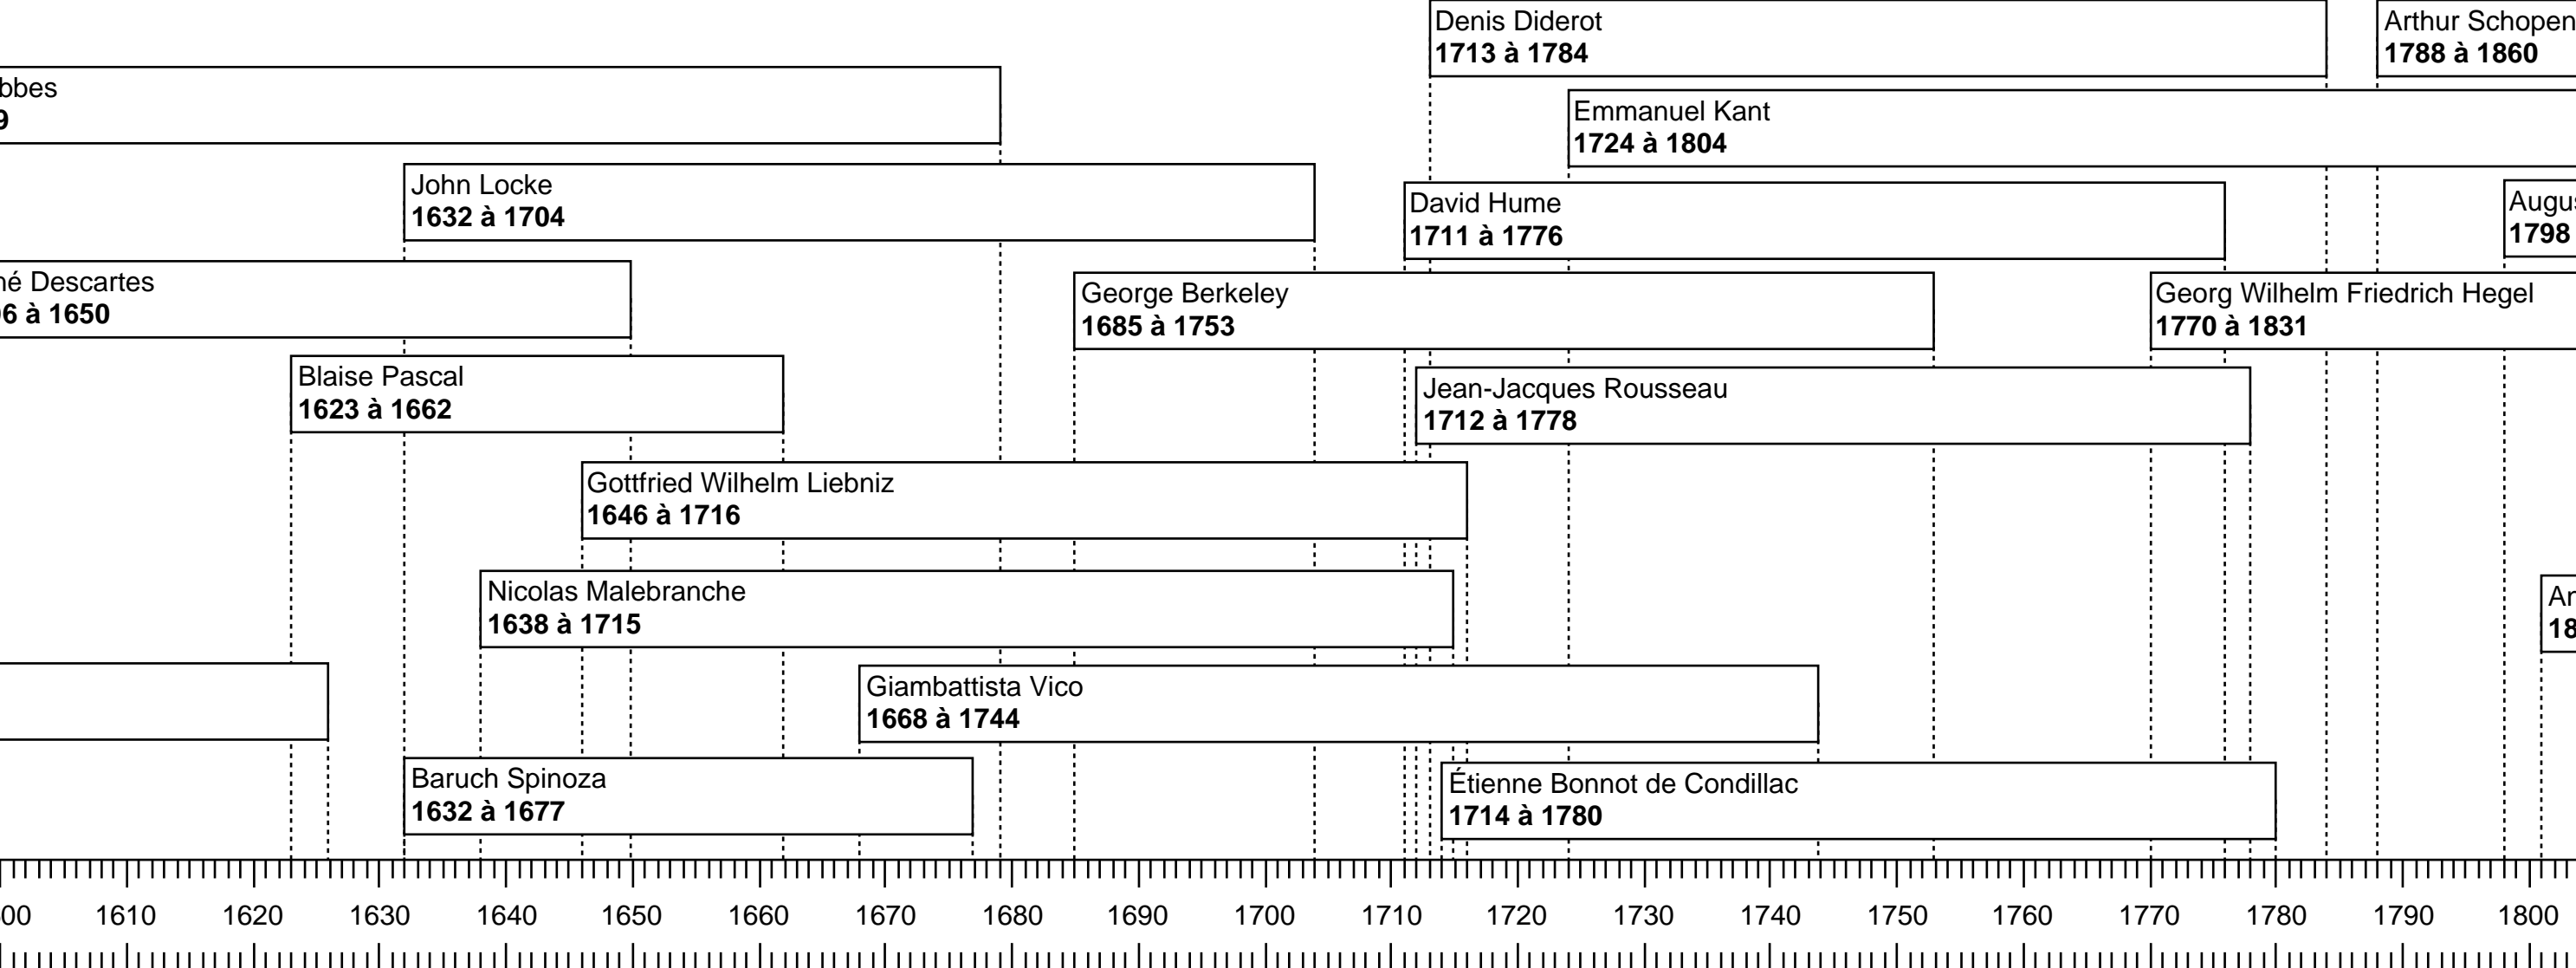 Denis Diderot
1713 à 1784
Arthur Schopen
1788 à 1860
bbes
9
Emmanuel Kant
1724 à 1804
John Locke
1632 à 1704
David Hume
1711 à 1776
Augu
1798
né Descartes
96 à 1650
George Berkeley
1685 à 1753
Georg Wilhelm Friedrich Hegel
1770 à 1831
Blaise Pascal
1623 à 1662
Jean-Jacques Rousseau
1712 à 1778
Gottfried Wilhelm Liebniz
1646 à 1716
Nicolas Malebranche
1638 à 1715
18
Giambattista Vico
1668 à 1744
Baruch Spinoza
1632 à 1677
Étienne Bonnot de Condillac
1714 à 1780
00 1610 1620 1630 1640 1650 1660 1670 1680 1690 1700 1710 1720 1730 1740 1750 1760 1770 1780 1790 1800